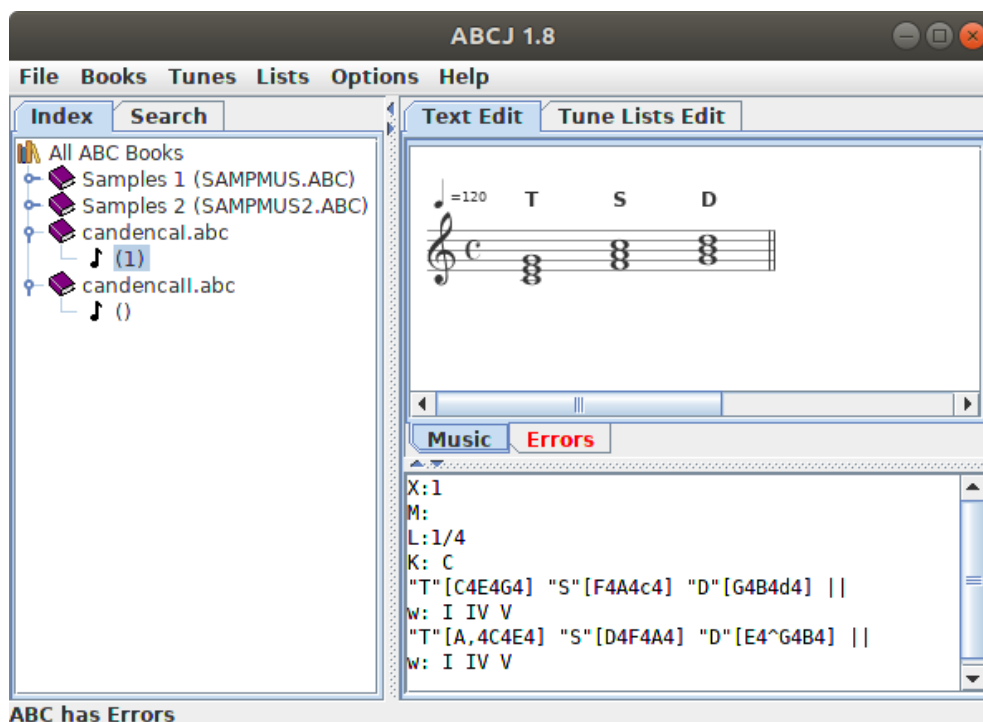 ABCJ 1.8
File Books Tunes Lists Options Help
Index Search
All ABC Books
Samples 1 (SAMPMUS.ABC)
Samples 2 (SAMPMUS2.ABC)
candencaI.abc
(1)
candencaII.abc
()
Text Edit Tune Lists Edit
=120 T S D
Music Errors
X:1
M:
L:1/4
K: C
"T"[C4E4G4] "S"[F4A4c4] "D"[G4B4d4] ||
w: I IV V
"T"[A,4C4E4] "S"[D4F4A4] "D"[E4^G4B4] ||
w: I IV V
ABC has Errors